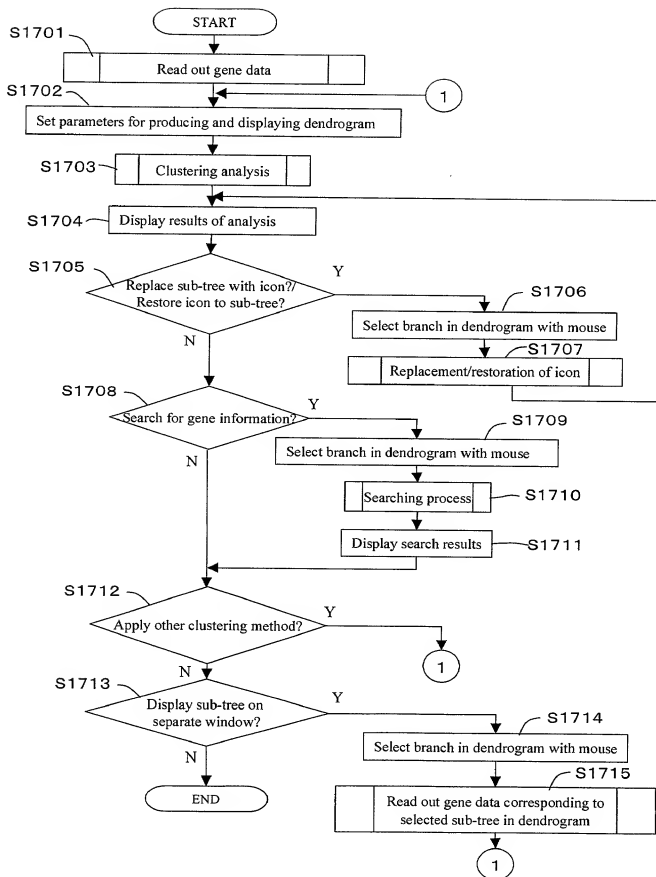 START
S1701
Read out gene data
S1702
1
Set parameters for producing and displaying dendrogram
S1703
Clustering analysis
S1704
Display results of analysis
S1705
Replace sub-tree with icon?/
Restore icon to sub-tree?
Y
N
S1706
Select branch in dendrogram with mouse
S1707
Replacement/restoration of icon
S1708
Search for gene information?
Y
N
S1709
Select branch in dendrogram with mouse
Searching process
S1710
Display search results
S1711
S1712
Apply other clustering method?
Y
N
1
S1713
Display sub-tree on
separate window?
Y
N
S1714
Select branch in dendrogram with mouse
S1715
Read out gene data corresponding to
selected sub-tree in dendrogram
END
1